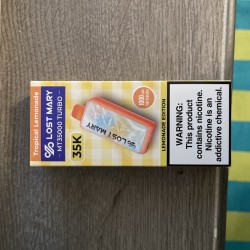 Tropical Lemonade
LOST MARY
MT35000 TURBO
35K
LOST MARY
LEMONADE EDITION
WARNING:
This product
contains nicotine.
Nicotine is an
addictive chemical.